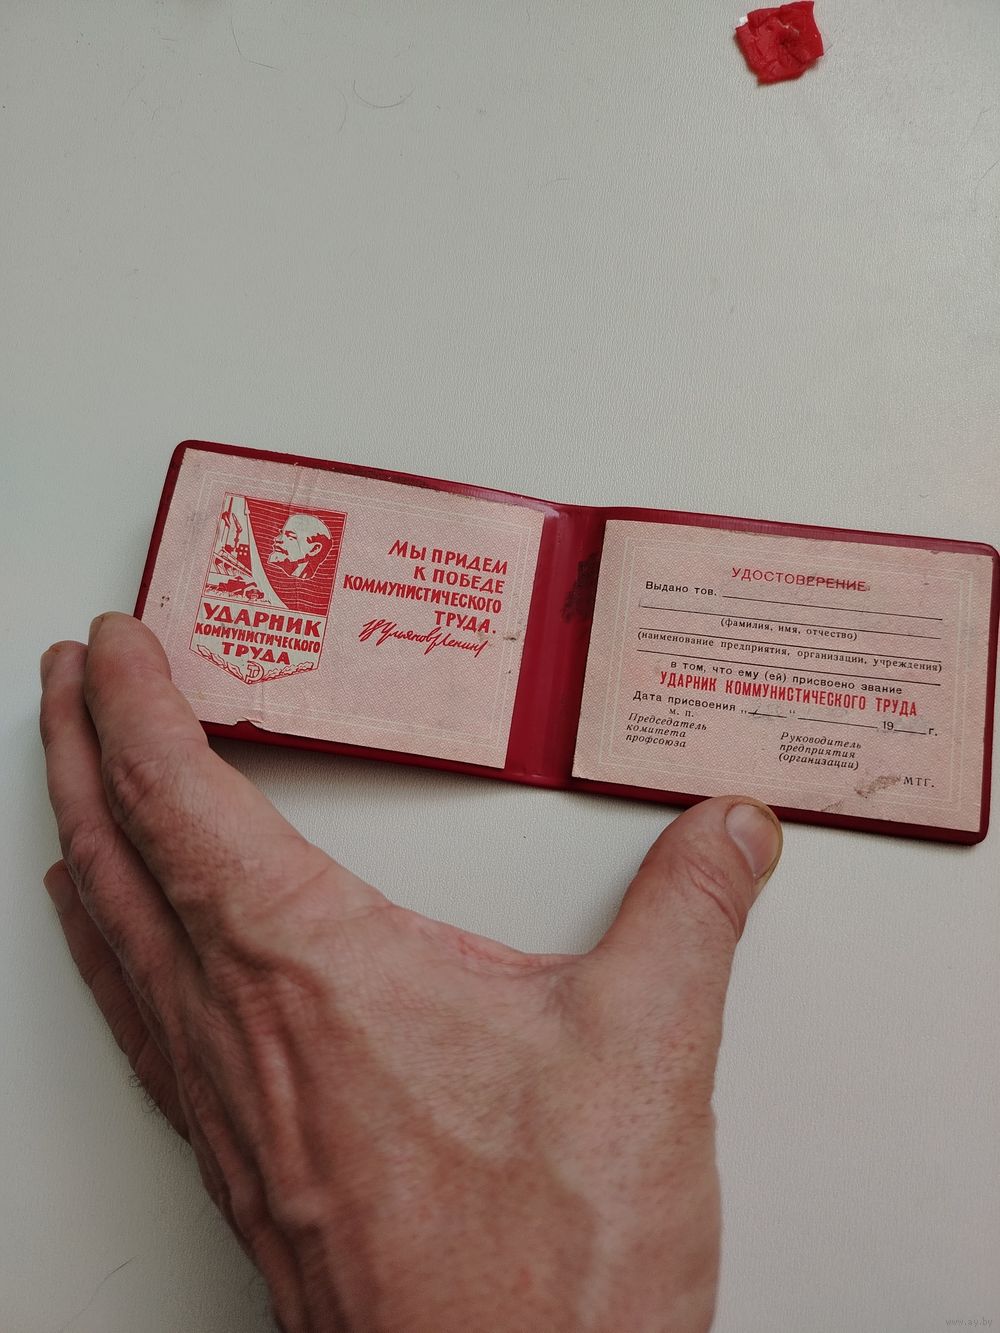 УДАРНИК
КОММУНИСТИЧЕСКОГО
ТРУДА
Мы придем
к победе
коммунистического
труда.
В Ульянов (Ленин)
УДОСТОВЕРЕНИЕ
Выдано тов.
(фамилия, имя, отчество)
(наименование предприятия, организации, учреждения)
в том, что ему (ей) присвоено звание
УДАРНИК КОММУНИСТИЧЕСКОГО ТРУДА
Дата присвоения „ “ 19 г.
м. п.
Председатель
комитета
профсоюза
Руководитель
предприятия
(организации)
МТГ.
www.ay.by